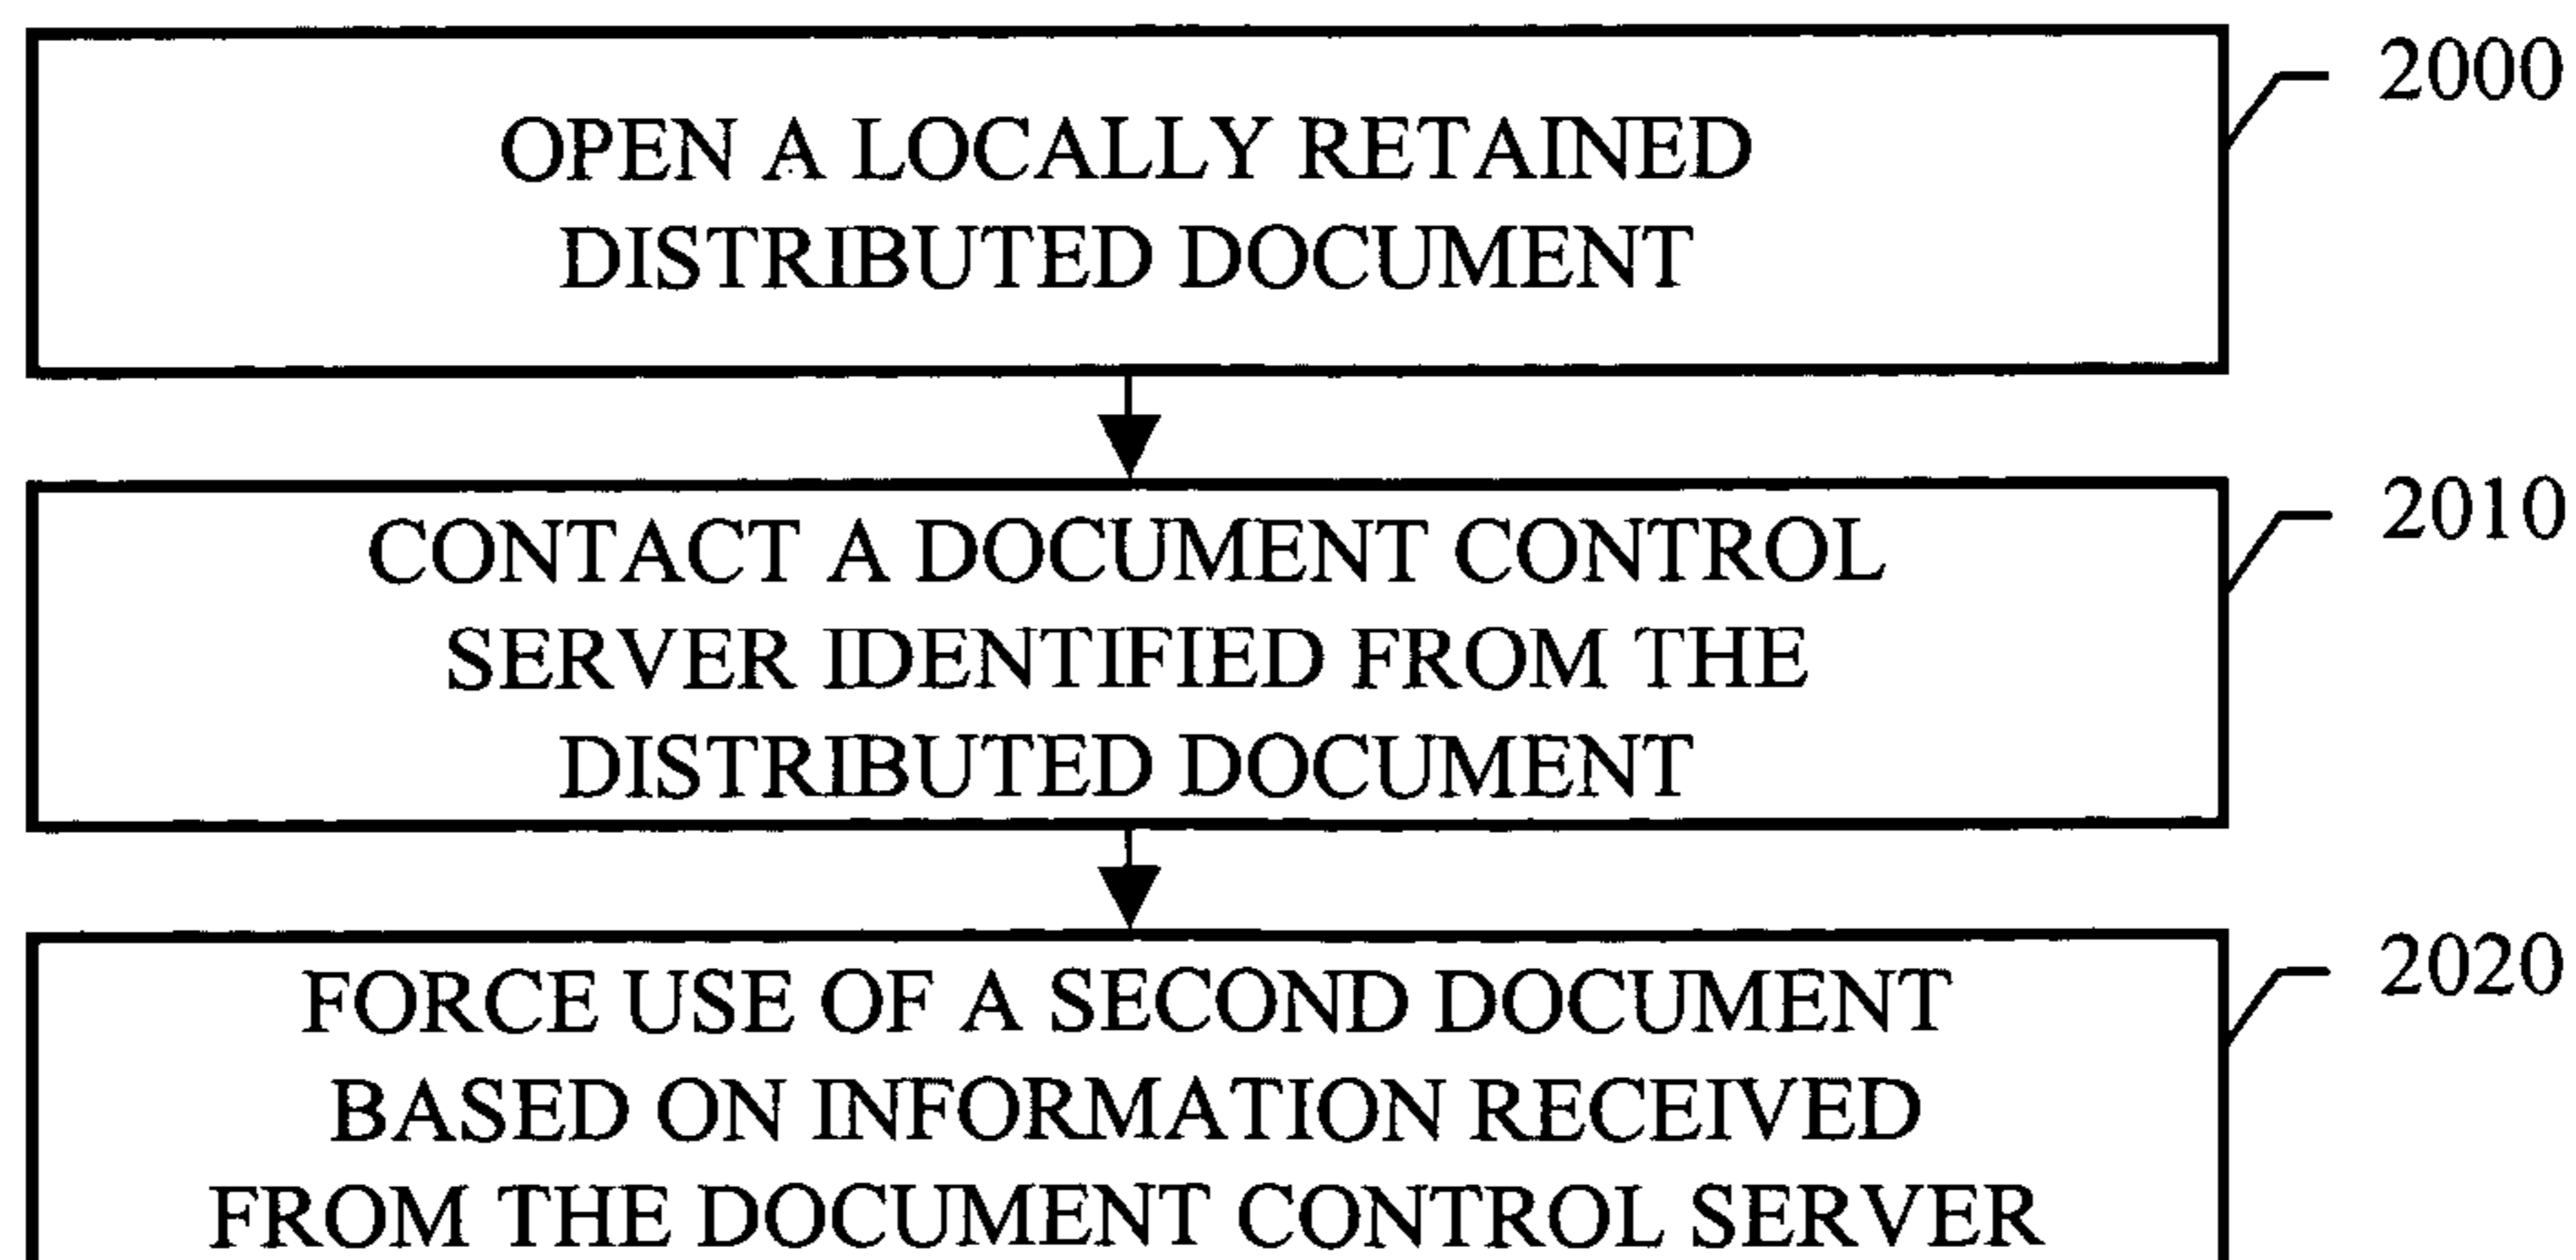 2000
OPEN A LOCALLY RETAINED
DISTRIBUTED DOCUMENT
2010
CONTACT A DOCUMENT CONTROL
SERVER IDENTIFIED FROM THE
DISTRIBUTED DOCUMENT
2020
FORCE USE OF A SECOND DOCUMENT
BASED ON INFORMATION RECEIVED
FROM THE DOCUMENT CONTROL SERVER